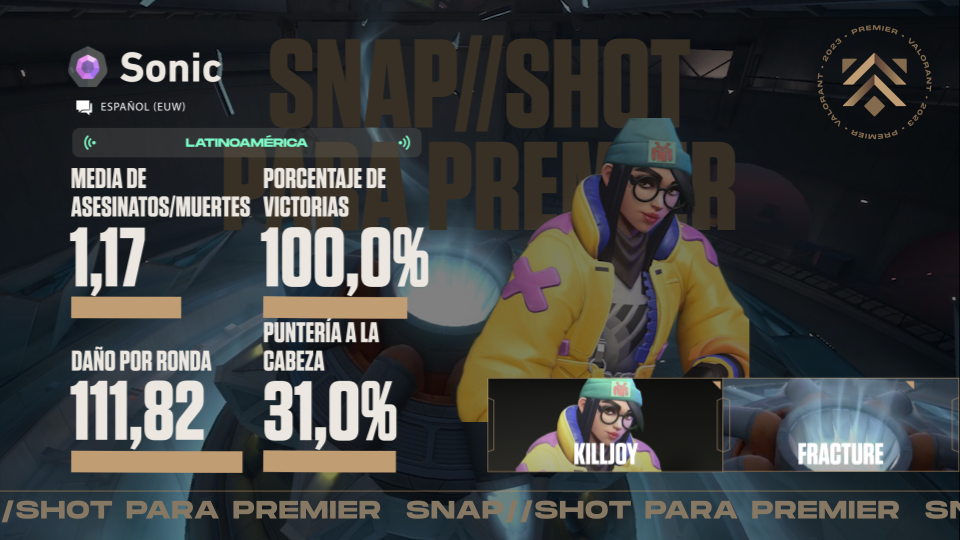 SNAP//SHOT
PARA PREMIER
Sonic
ESPAÑOL (EUW)
LATINOAMÉRICA
MEDIA DE
ASESINATOS/MUERTES
1,17
PORCENTAJE DE
VICTORIAS
100,0%
DAÑO POR RONDA
111,82
PUNTERÍA A LA
CABEZA
31,0%
PREMIER • VALORANT • 2023 • PREMIER • VALORANT • 2023 •
KILLJOY
FRACTURE
/SHOT PARA PREMIER SNAP//SHOT PARA PREMIER SN